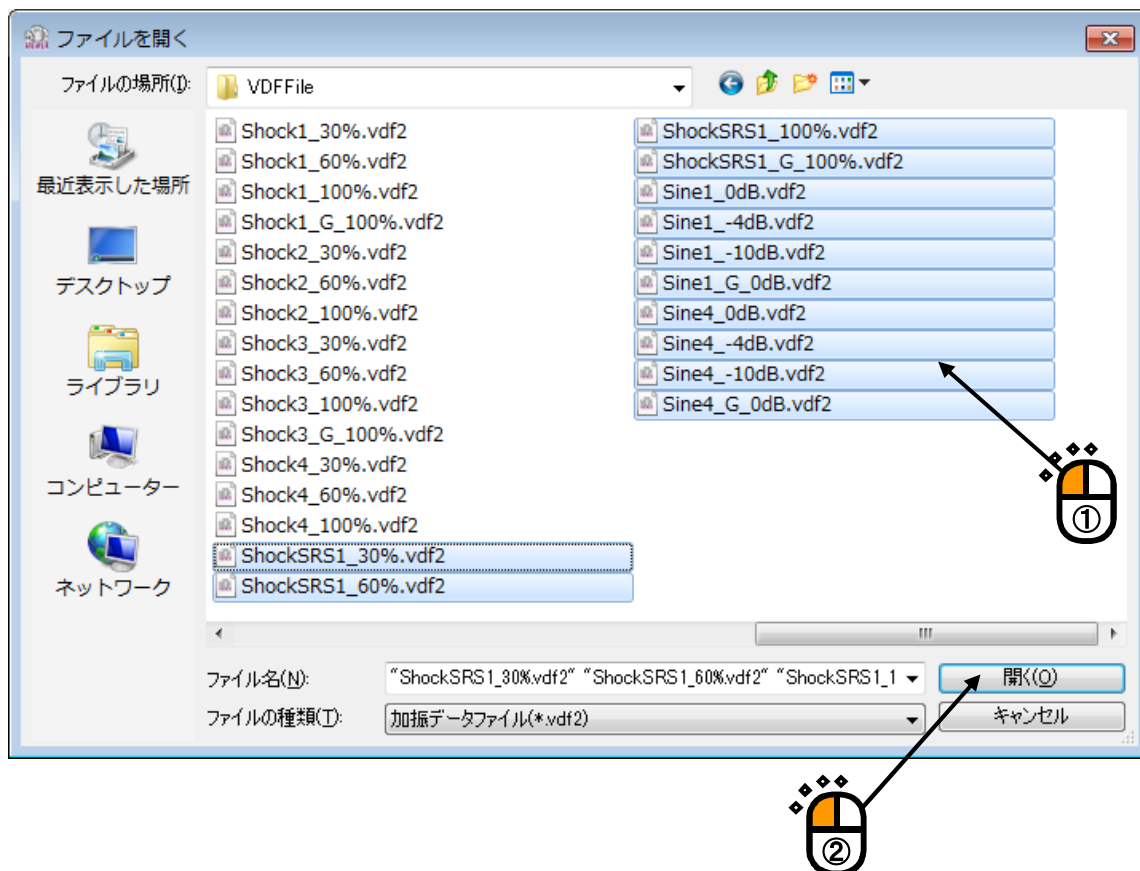 ファイルを開く
ファイルの場所(I):
VDFFile
最近表示した場所
デスクトップ
ライブラリ
コンピューター
ネットワーク
Shock1_30%.vdf2
Shock1_60%.vdf2
Shock1_100%.vdf2
Shock1_G_100%.vdf2
Shock2_30%.vdf2
Shock2_60%.vdf2
Shock2_100%.vdf2
Shock3_30%.vdf2
Shock3_60%.vdf2
Shock3_100%.vdf2
Shock3_G_100%.vdf2
Shock4_30%.vdf2
Shock4_60%.vdf2
Shock4_100%.vdf2
ShockSRS1_30%.vdf2
ShockSRS1_60%.vdf2
ShockSRS1_100%.vdf2
ShockSRS1_G_100%.vdf2
Sine1_0dB.vdf2
Sine1_-4dB.vdf2
Sine1_-10dB.vdf2
Sine1_G_0dB.vdf2
Sine4_0dB.vdf2
Sine4_-4dB.vdf2
Sine4_-10dB.vdf2
Sine4_G_0dB.vdf2
①
ファイル名(N):
"ShockSRS1_30%.vdf2" "ShockSRS1_60%.vdf2" "ShockSRS1_1
開く(O)
ファイルの種類(T):
加振データファイル(*.vdf2)
キャンセル
②